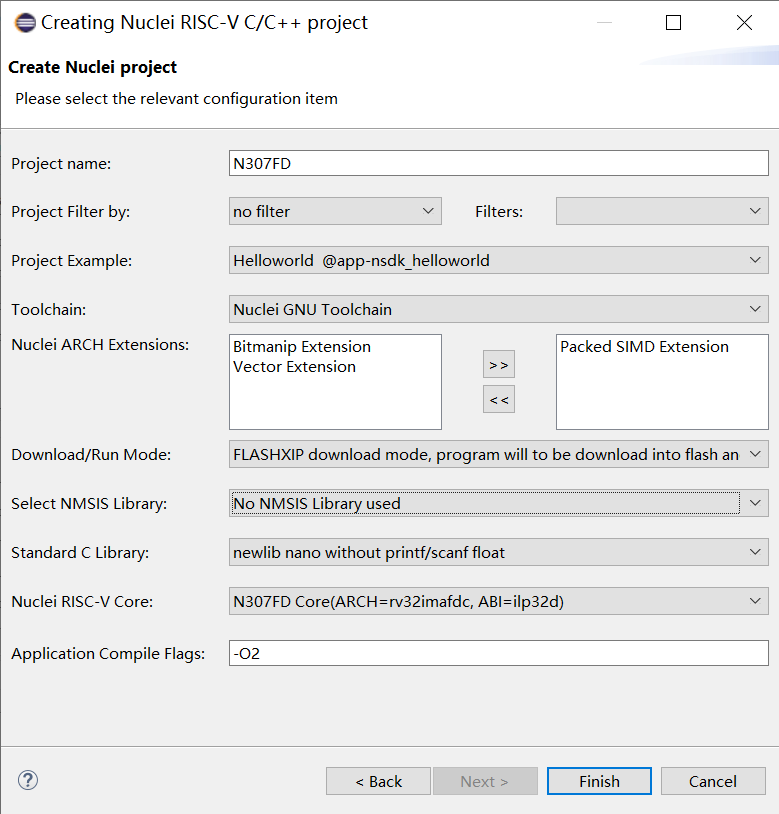 Creating Nuclei RISC-V C/C++ project
Create Nuclei project
Please select the relevant configuration item
Project name: N307FD
Project Filter by: no filter Filters:
Project Example: Helloworld @app-nsdk_helloworld
Toolchain: Nuclei GNU Toolchain
Nuclei ARCH Extensions: Bitmanip Extension >> Packed SIMD Extension
Vector Extension
<<
Download/Run Mode: FLASHXIP download mode, program will to be download into flash an
Select NMSIS Library: No NMSIS Library used
Standard C Library: newlib nano without printf/scanf float
Nuclei RISC-V Core: N307FD Core(ARCH=rv32imafdc, ABI=ilp32d)
Application Compile Flags: -O2
? < Back Next > Finish Cancel